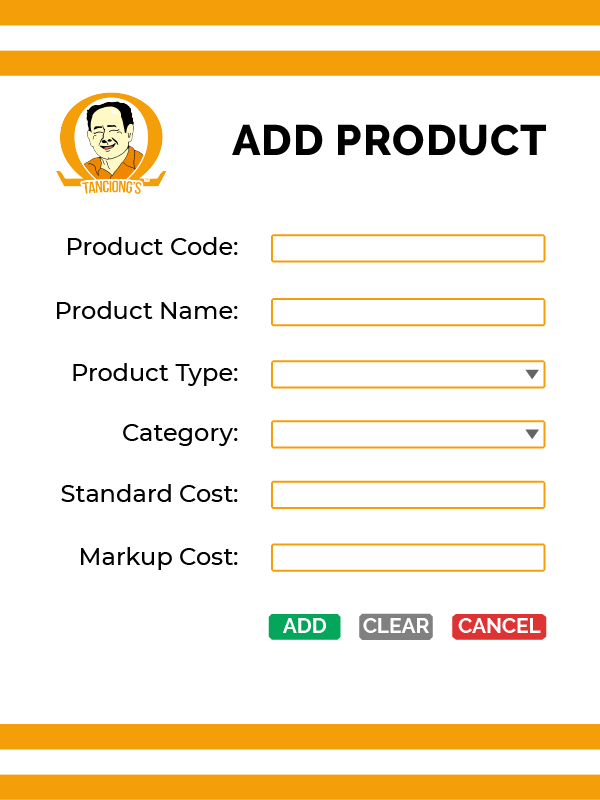 ADD PRODUCT
TANCIONG'S
Product Code:
Product Name:
Product Type:
Category:
Standard Cost:
Markup Cost:
ADD CLEAR CANCEL